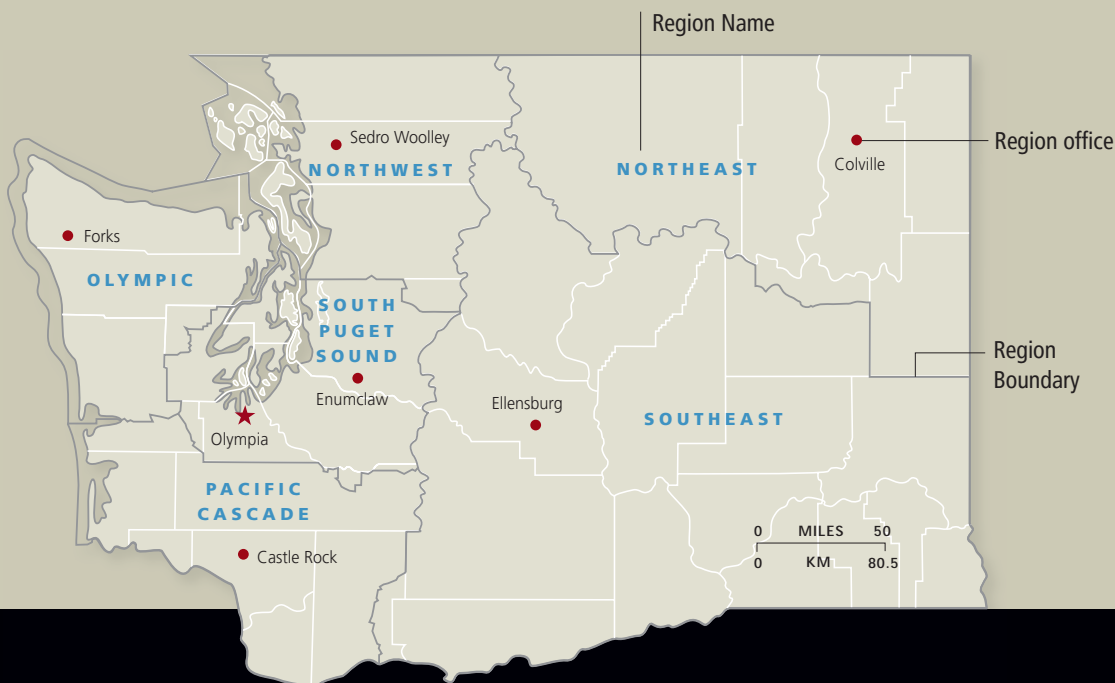 Region Name
Sedro Woolley
NORTHWEST
NORTHEAST
Colville
Region office
Forks
OLYMPIC
SOUTH
PUGET
SOUND
Enumclaw
Region
Boundary
Ellensburg
SOUTHEAST
Olympia
PACIFIC
CASCADE
Castle Rock
0 MILES 50
0 KM 80.5